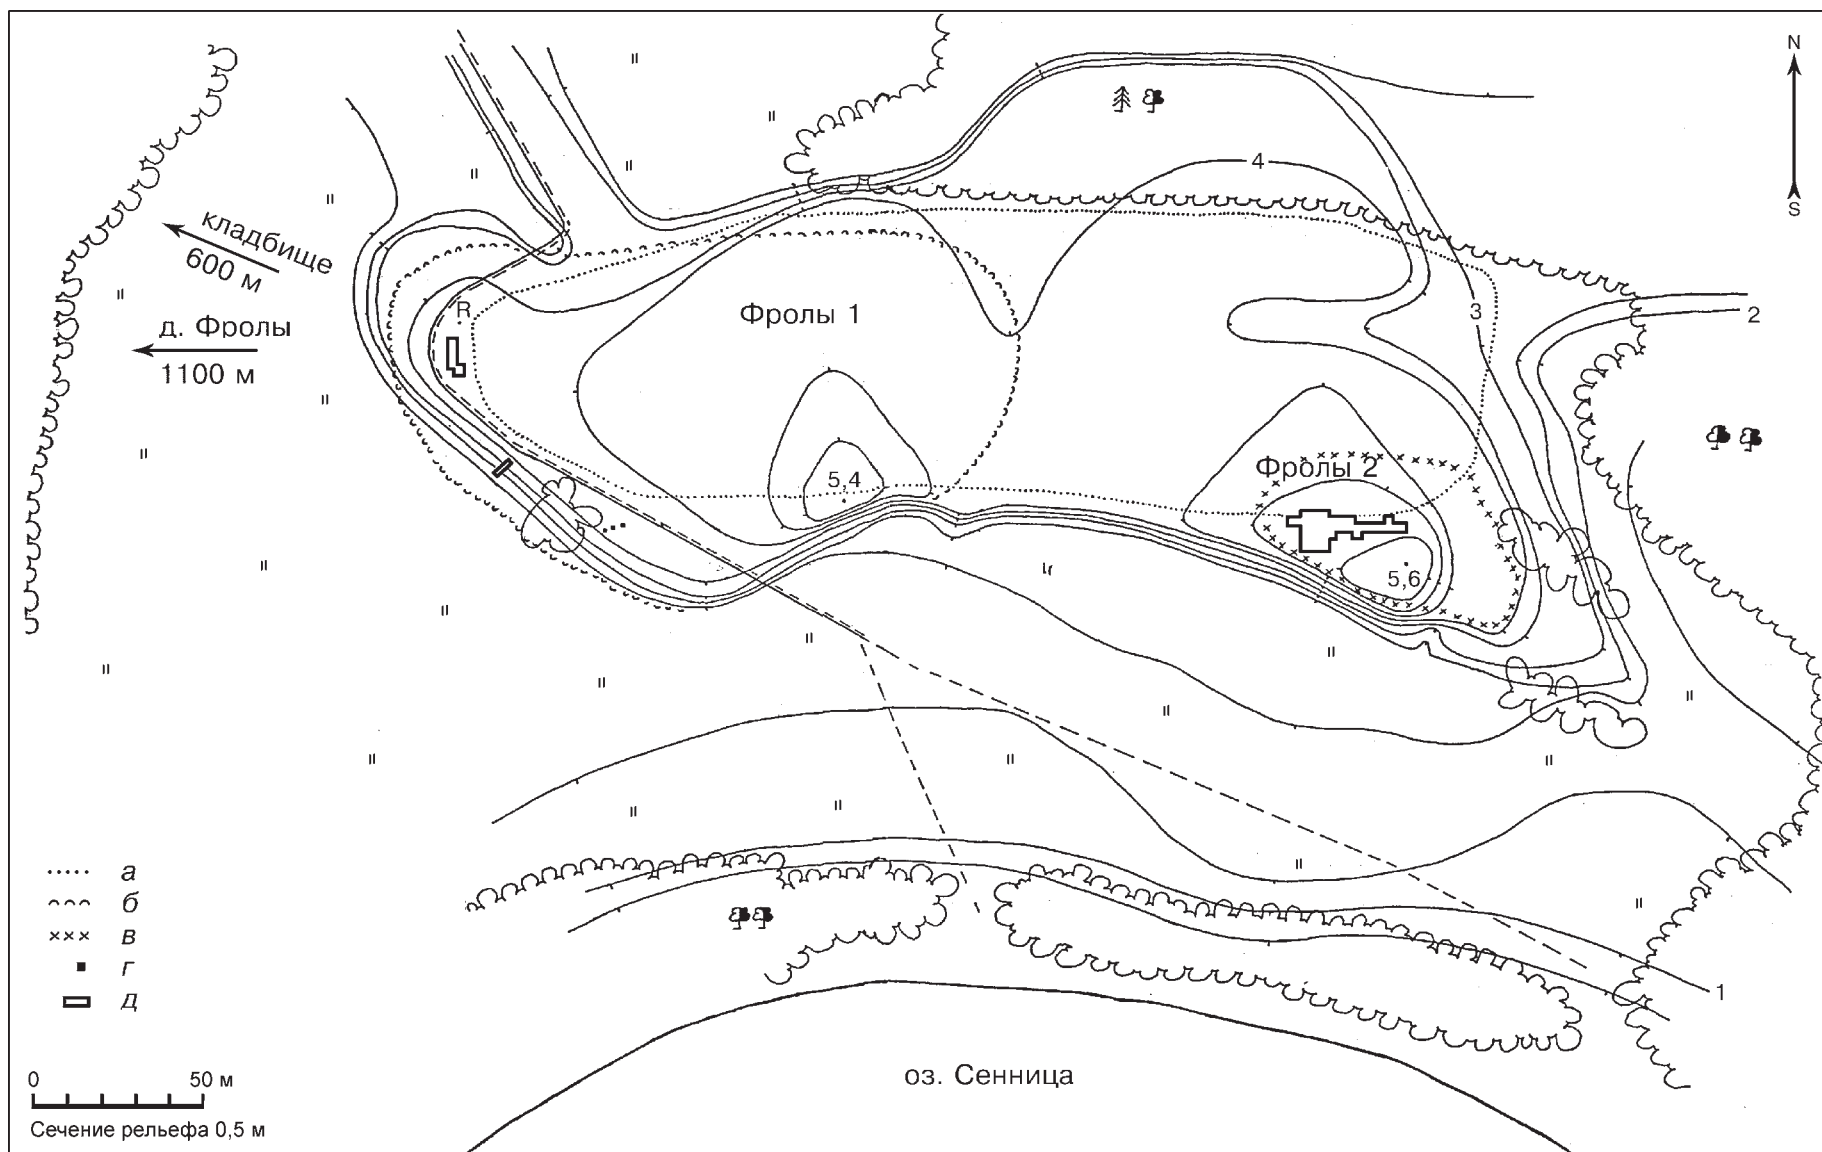 N
S
4
кладбище
600 м
д. Фролы
1100 м
R
Фролы 1
3
2
5,4
Фролы 2
5,6
а
б
в
г
д
1
0 50 м
Сечение рельефа 0,5 м
оз. Сенница